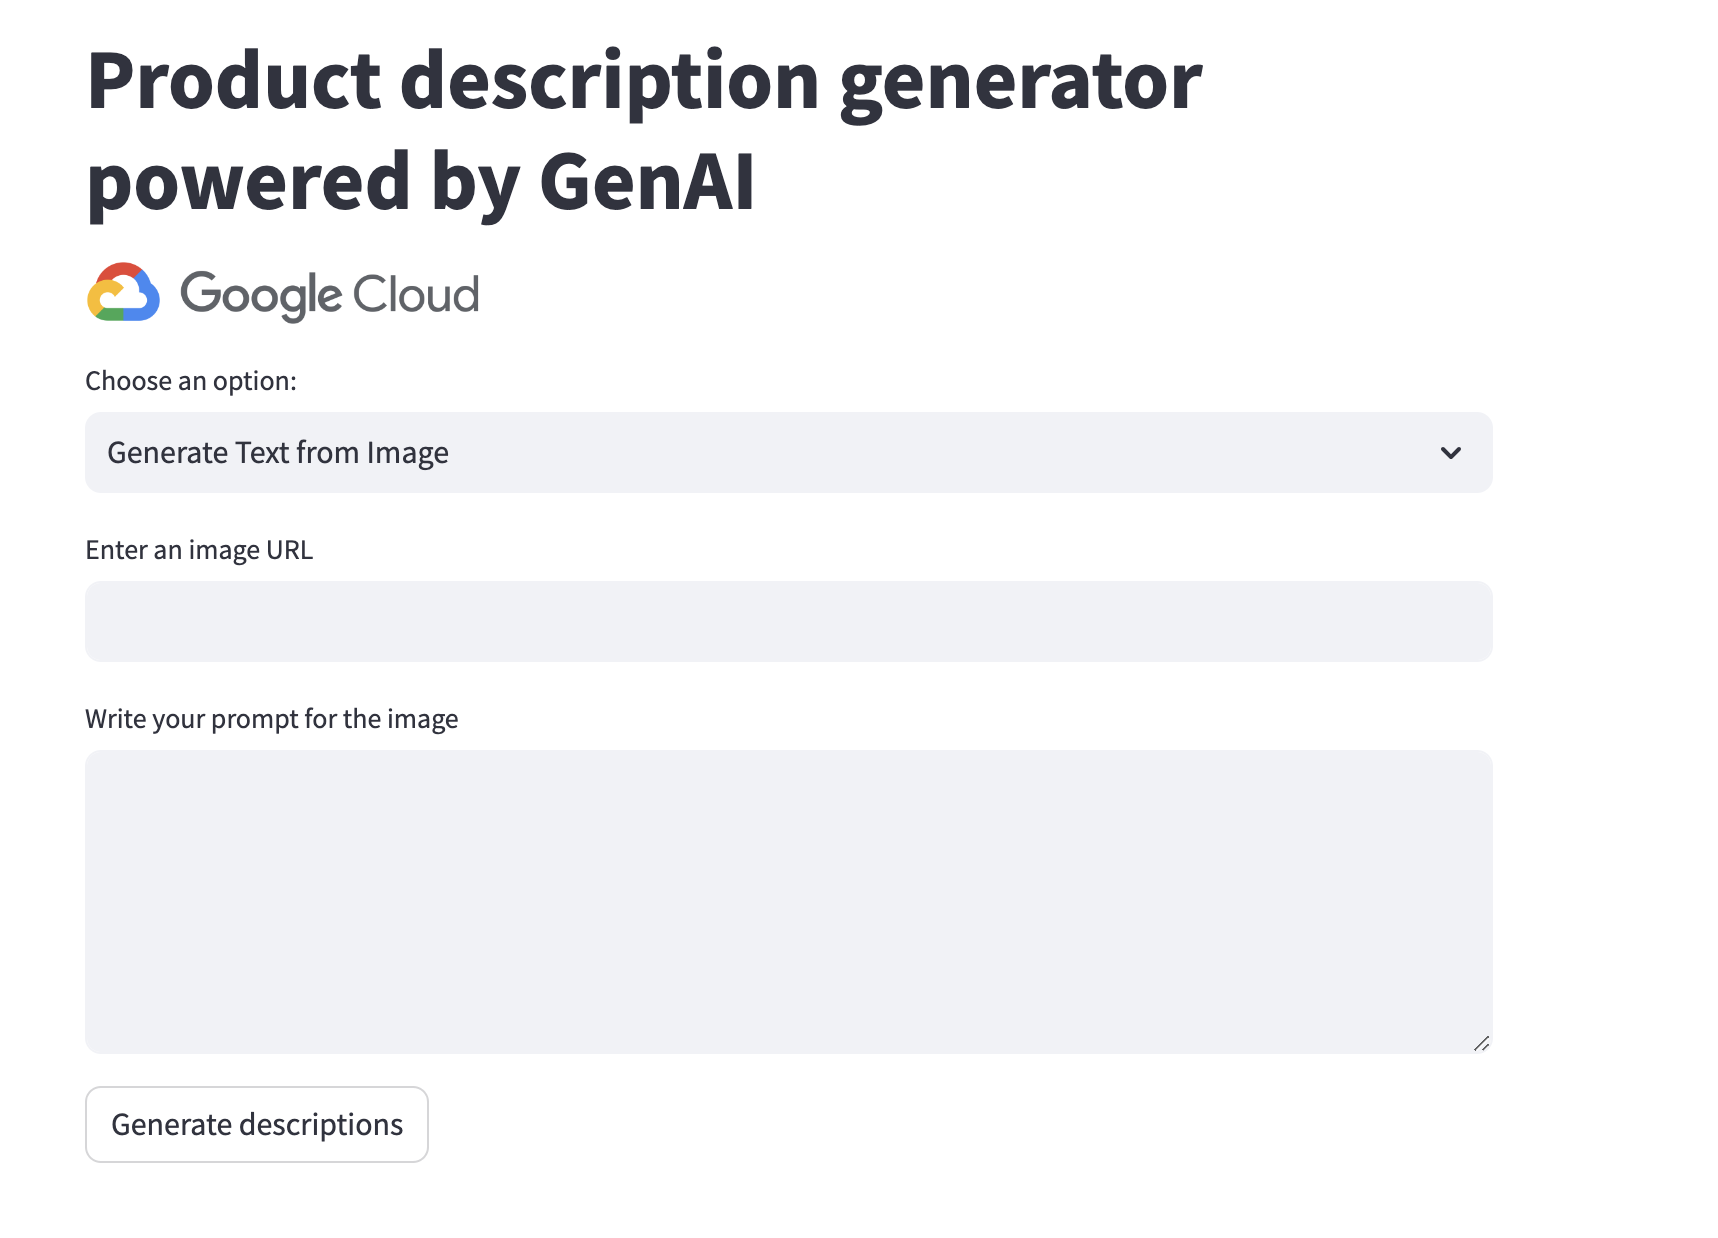 Product description generator
powered by GenAI
Google Cloud
Choose an option:
Generate Text from Image
Enter an image URL
Write your prompt for the image
Generate descriptions